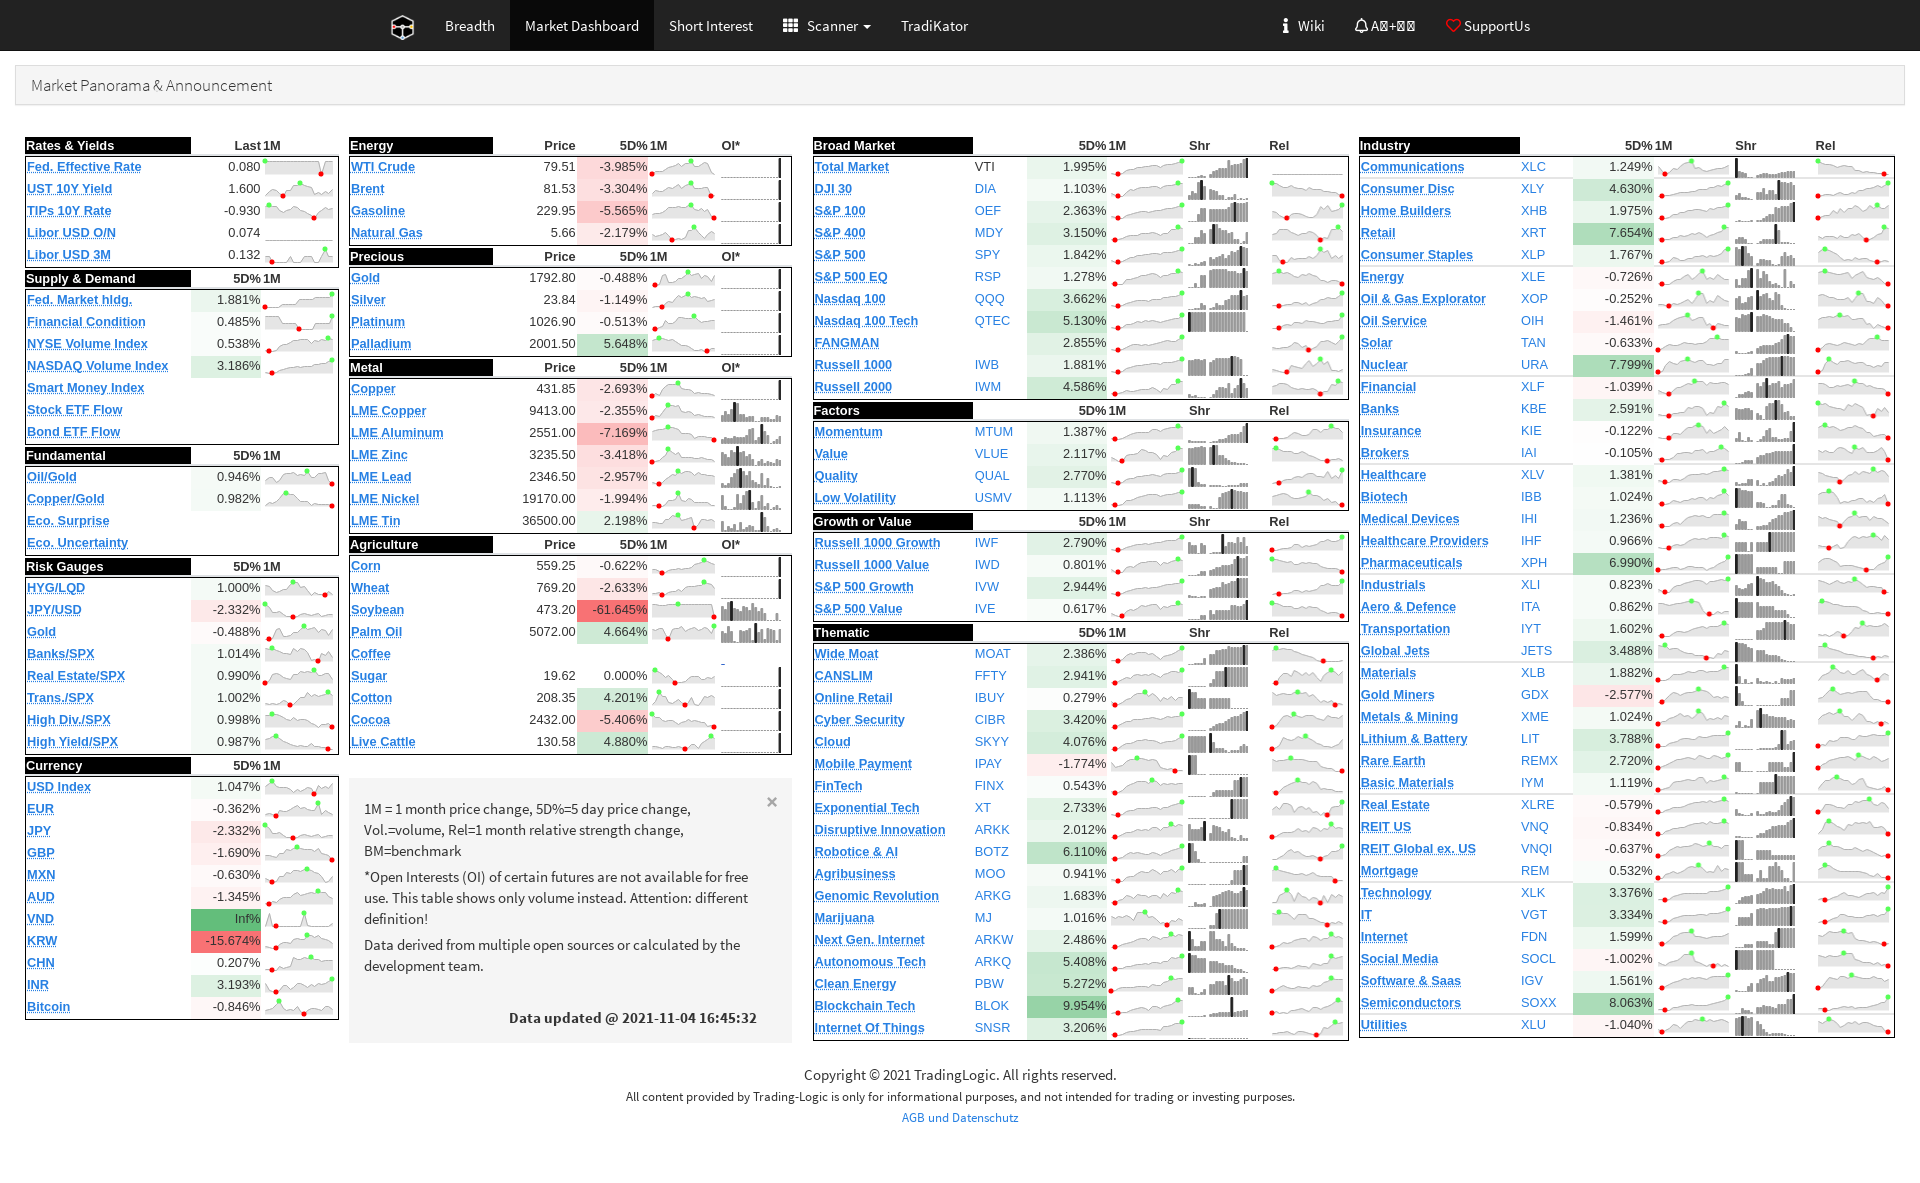 Breadth Market Dashboard Short Interest Scanner TradiKator Wiki SupportUs
Market Panorama & Announcement
Rates & Yields Last 1M
Fed. Effective Rate 0.080
UST 10Y Yield 1.600
TIPs 10Y Rate -0.930
Libor USD O/N 0.074
Libor USD 3M 0.132
Supply & Demand 5D% 1M
Fed. Market hldg. 1.881%
Financial Condition 0.485%
NYSE Volume Index 0.538%
NASDAQ Volume Index 3.186%
Smart Money Index
Stock ETF Flow
Bond ETF Flow
Fundamental 5D% 1M
Oil/Gold 0.946%
Copper/Gold 0.982%
Eco. Surprise
Eco. Uncertainty
Risk Gauges 5D% 1M
HYG/LQD 1.000%
JPY/USD -2.332%
Gold -0.488%
Banks/SPX 1.014%
Real Estate/SPX 0.990%
Trans./SPX 1.002%
High Div./SPX 0.998%
High Yield/SPX 0.987%
Currency 5D% 1M
USD Index 1.047%
EUR -0.362%
JPY -2.332%
GBP -1.690%
MXN -0.630%
AUD -1.345%
VND Inf%
KRW -15.674%
CHN 0.207%
INR 3.193%
Bitcoin -0.846%
Energy Price 5D% 1M OI*
WTI Crude 79.51 -3.985%
Brent 81.53 -3.304%
Gasoline 229.95 -5.565%
Natural Gas 5.66 -2.179%
Precious Price 5D% 1M OI*
Gold 1792.80 -0.488%
Silver 23.84 -1.149%
Platinum 1026.90 -0.513%
Palladium 2001.50 5.648%
Metal Price 5D% 1M OI*
Copper 431.85 -2.693%
LME Copper 9413.00 -2.355%
LME Aluminum 2551.00 -7.169%
LME Zinc 3235.50 -3.418%
LME Lead 2346.50 -2.957%
LME Nickel 19170.00 -1.994%
LME Tin 36500.00 2.198%
Agriculture Price 5D% 1M OI*
Corn 559.25 -0.622%
Wheat 769.20 -2.633%
Soybean 473.20 -61.645%
Palm Oil 5072.00 4.664%
Coffee -
Sugar 19.62 0.000%
Cotton 208.35 4.201%
Cocoa 2432.00 -5.406%
Live Cattle 130.58 4.880%
×
1M = 1 month price change, 5D%=5 day price change,
Vol.=volume, Rel=1 month relative strength change,
BM=benchmark
*Open Interests (OI) of certain futures are not available for free
use. This table shows only volume instead. Attention: different
definition!
Data derived from multiple open sources or calculated by the
development team.
Data updated @ 2021-11-04 16:45:32
Broad Market 5D% 1M Shr Rel
Total Market VTI 1.995%
DJI 30 DIA 1.103%
S&P 100 OEF 2.363%
S&P 400 MDY 3.150%
S&P 500 SPY 1.842%
S&P 500 EQ RSP 1.278%
Nasdaq 100 QQQ 3.662%
Nasdaq 100 Tech QTEC 5.130%
FANGMAN 2.855%
Russell 1000 IWB 1.881%
Russell 2000 IWM 4.586%
Factors 5D% 1M Shr Rel
Momentum MTUM 1.387%
Value VLUE 2.117%
Quality QUAL 2.770%
Low Volatility USMV 1.113%
Growth or Value 5D% 1M Shr Rel
Russell 1000 Growth IWF 2.790%
Russell 1000 Value IWD 0.801%
S&P 500 Growth IVW 2.944%
S&P 500 Value IVE 0.617%
Thematic 5D% 1M Shr Rel
Wide Moat MOAT 2.386%
CANSLIM FFTY 2.941%
Online Retail IBUY 0.279%
Cyber Security CIBR 3.420%
Cloud SKYY 4.076%
Mobile Payment IPAY -1.774%
FinTech FINX 0.543%
Exponential Tech XT 2.733%
Disruptive Innovation ARKK 2.012%
Robotice & AI BOTZ 6.110%
Agribusiness MOO 0.941%
Genomic Revolution ARKG 1.683%
Marijuana MJ 1.016%
Next Gen. Internet ARKW 2.486%
Autonomous Tech ARKQ 5.408%
Clean Energy PBW 5.272%
Blockchain Tech BLOK 9.954%
Internet Of Things SNSR 3.206%
Industry 5D% 1M Shr Rel
Communications XLC 1.249%
Consumer Disc XLY 4.630%
Home Builders XHB 1.975%
Retail XRT 7.654%
Consumer Staples XLP 1.767%
Energy XLE -0.726%
Oil & Gas Explorator XOP -0.252%
Oil Service OIH -1.461%
Solar TAN -0.633%
Nuclear URA 7.799%
Financial XLF -1.039%
Banks KBE 2.591%
Insurance KIE -0.122%
Brokers IAI -0.105%
Healthcare XLV 1.381%
Biotech IBB 1.024%
Medical Devices IHI 1.236%
Healthcare Providers IHF 0.966%
Pharmaceuticals XPH 6.990%
Industrials XLI 0.823%
Aero & Defence ITA 0.862%
Transportation IYT 1.602%
Global Jets JETS 3.488%
Materials XLB 1.882%
Gold Miners GDX -2.577%
Metals & Mining XME 1.024%
Lithium & Battery LIT 3.788%
Rare Earth REMX 2.720%
Basic Materials IYM 1.119%
Real Estate XLRE -0.579%
REIT US VNQ -0.834%
REIT Global ex. US VNQI -0.637%
Mortgage REM 0.532%
Technology XLK 3.376%
IT VGT 3.334%
Internet FDN 1.599%
Social Media SOCL -1.002%
Software & Saas IGV 1.561%
Semiconductors SOXX 8.063%
Utilities XLU -1.040%
Copyright © 2021 TradingLogic. All rights reserved.
All content provided by Trading-Logic is only for informational purposes, and not intended for trading or investing purposes.
AGB und Datenschutz